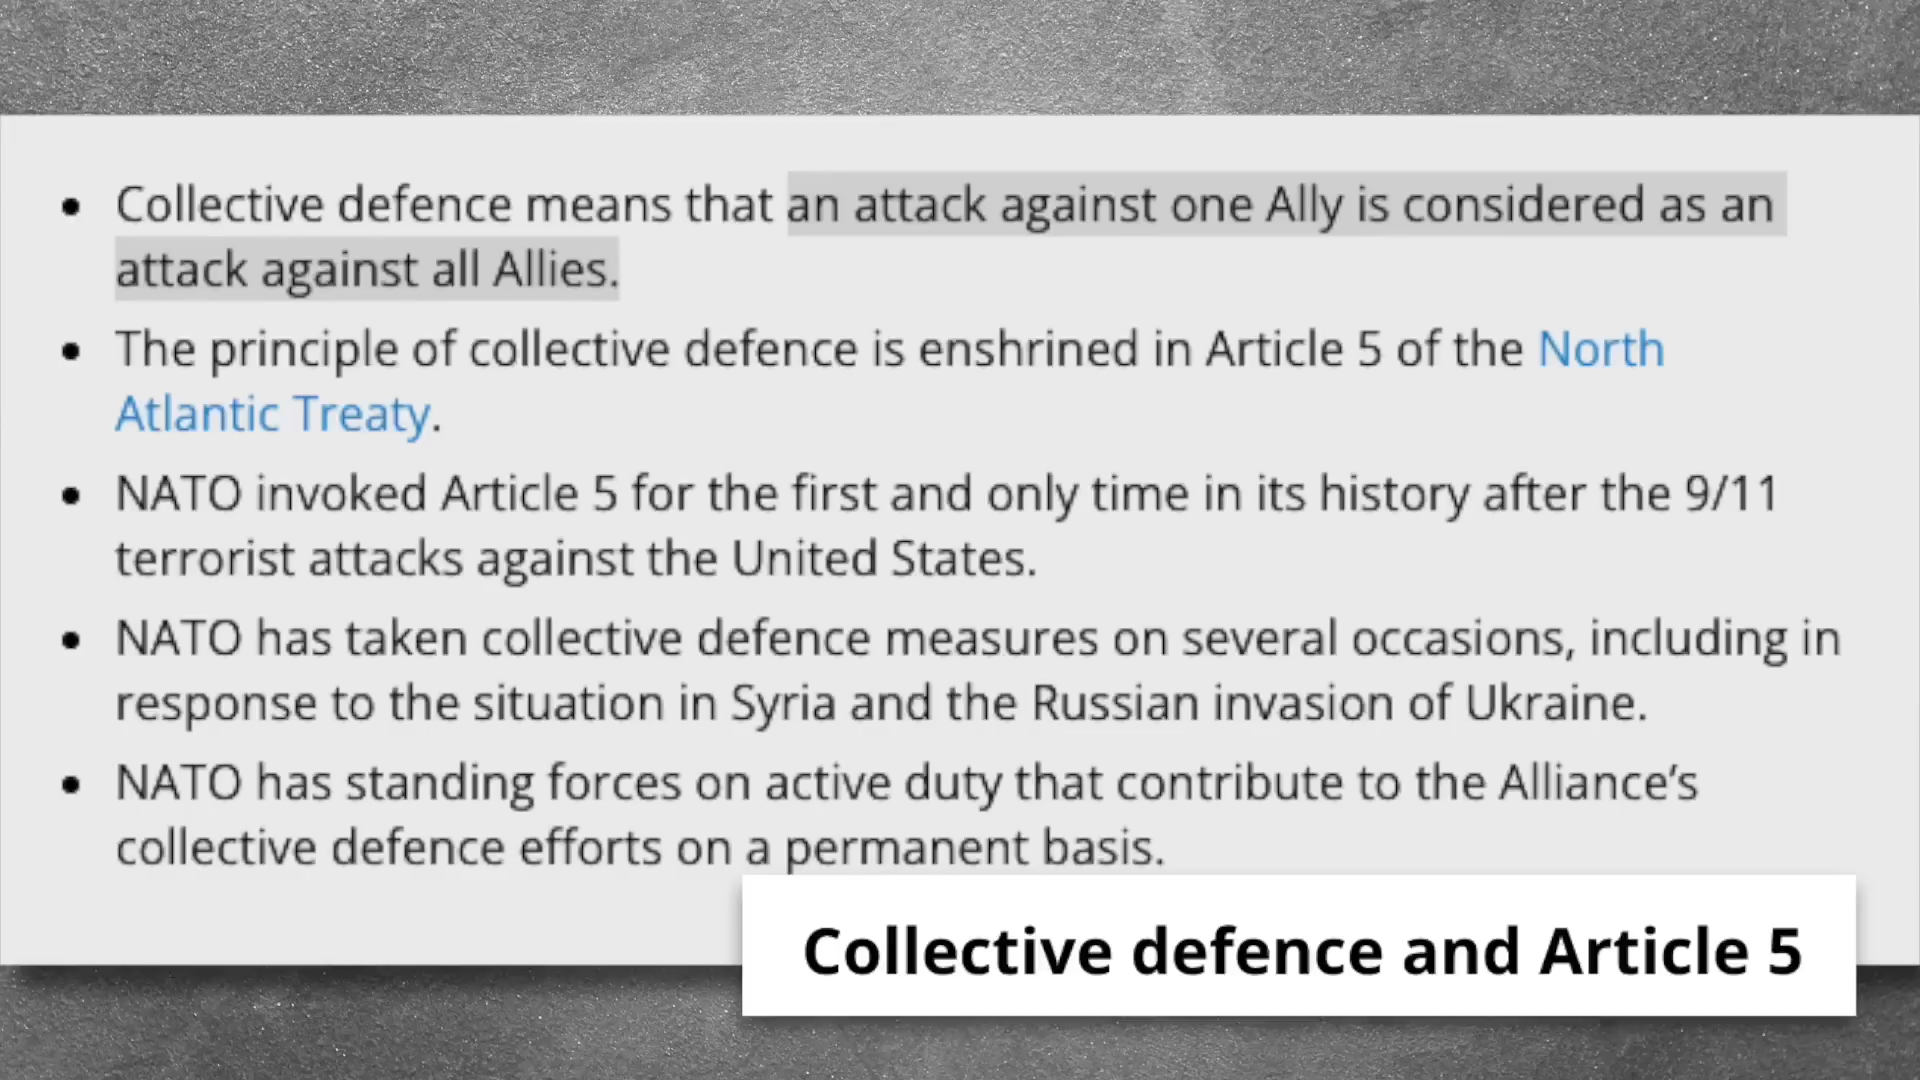 • Collective defence means that an attack against one Ally is considered as an
attack against all Allies.
• The principle of collective defence is enshrined in Article 5 of the North
Atlantic Treaty.
• NATO invoked Article 5 for the first and only time in its history after the 9/11
terrorist attacks against the United States.
• NATO has taken collective defence measures on several occasions, including in
response to the situation in Syria and the Russian invasion of Ukraine.
• NATO has standing forces on active duty that contribute to the Alliance’s
collective defence efforts on a permanent basis.
Collective defence and Article 5